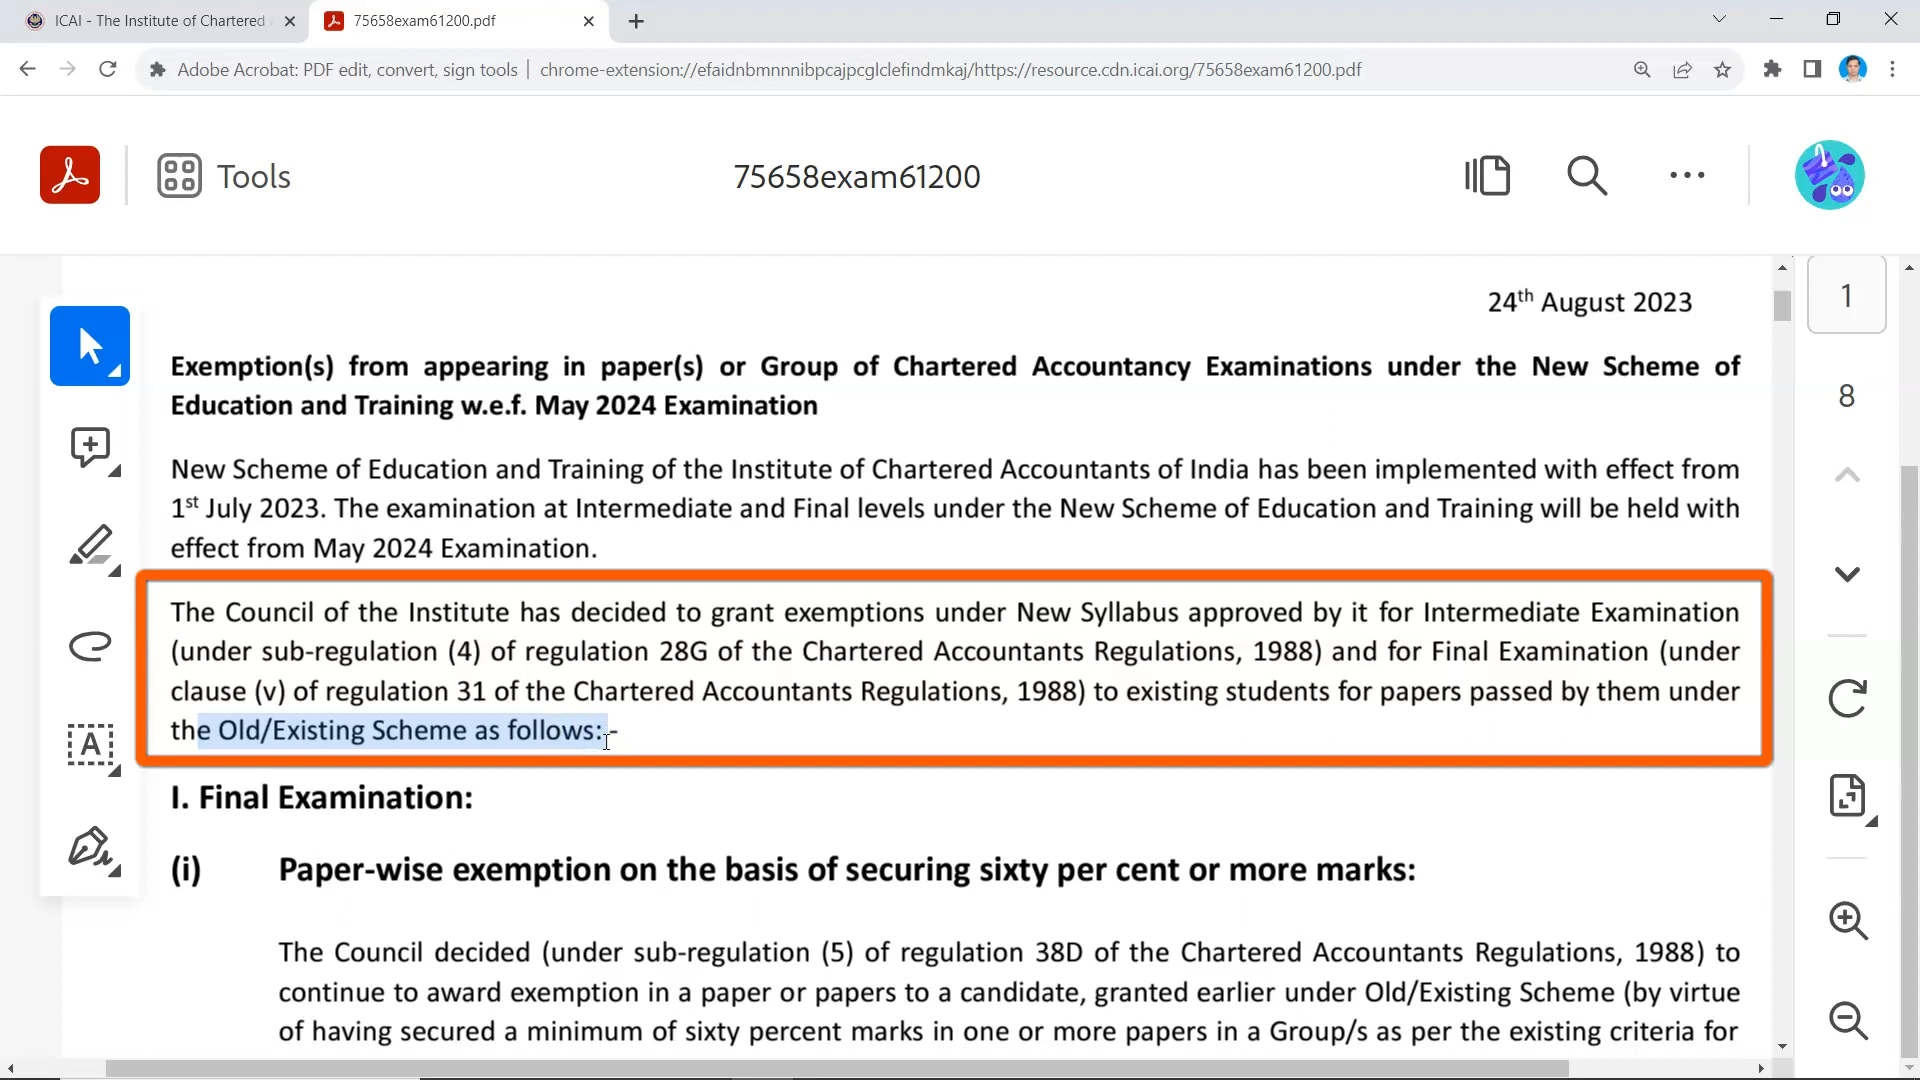 ICAI - The Institute of Chartered
75658exam61200.pdf
Adobe Acrobat: PDF edit, convert, sign tools
chrome-extension://efaidnbmnnnibpcajpcglclefindmkaj/https://resource.cdn.icai.org/75658exam61200.pdf
Tools
75658exam61200
24th August 2023
Exemption(s) from appearing in paper(s) or Group of Chartered Accountancy Examinations under the New Scheme of
Education and Training w.e.f. May 2024 Examination
New Scheme of Education and Training of the Institute of Chartered Accountants of India has been implemented with effect from
1st July 2023. The examination at Intermediate and Final levels under the New Scheme of Education and Training will be held with
effect from May 2024 Examination.
The Council of the Institute has decided to grant exemptions under New Syllabus approved by it for Intermediate Examination
(under sub-regulation (4) of regulation 28G of the Chartered Accountants Regulations, 1988) and for Final Examination (under
clause (v) of regulation 31 of the Chartered Accountants Regulations, 1988) to existing students for papers passed by them under
the Old/Existing Scheme as follows: -
I. Final Examination:
(i) Paper-wise exemption on the basis of securing sixty per cent or more marks:
The Council decided (under sub-regulation (5) of regulation 38D of the Chartered Accountants Regulations, 1988) to
continue to award exemption in a paper or papers to a candidate, granted earlier under Old/Existing Scheme (by virtue
of having secured a minimum of sixty percent marks in one or more papers in a Group/s as per the existing criteria for
1
8
A